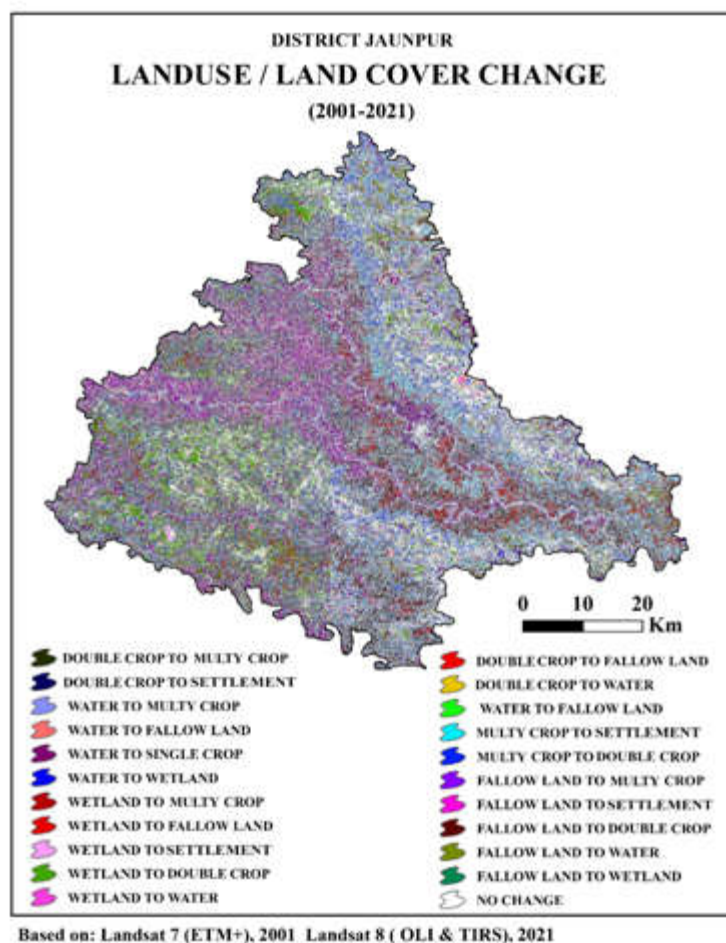 DISTRICT JAUNPUR
LANDUSE / LAND COVER CHANGE
(2001-2021)
0 10 20
Km
DOUBLE CROP TO MULTY CROP
DOUBLE CROP TO SETTLEMENT
WATER TO MULTY CROP
WATER TO FALLOW LAND
WATER TO SINGLE CROP
WATER TO WETLAND
WETLAND TO MULTY CROP
WETLAND TO FALLOW LAND
WETLAND TO SETTLEMENT
WETLAND TO DOUBLE CROP
WETLAND TO WATER
DOUBLE CROP TO FALLOW LAND
DOUBLE CROP TO WATER
WATER TO FALLOW LAND
MULTY CROP TO SETTLEMENT
MULTY CROP TO DOUBLE CROP
FALLOW LAND TO MULTY CROP
FALLOW LAND TO SETTLEMENT
FALLOW LAND TO DOUBLE CROP
FALLOW LAND TO WATER
FALLOW LAND TO WETLAND
NO CHANGE
Based on: Landsat 7 (ETM+), 2001 Landsat 8 ( OLI & TIRS), 2021